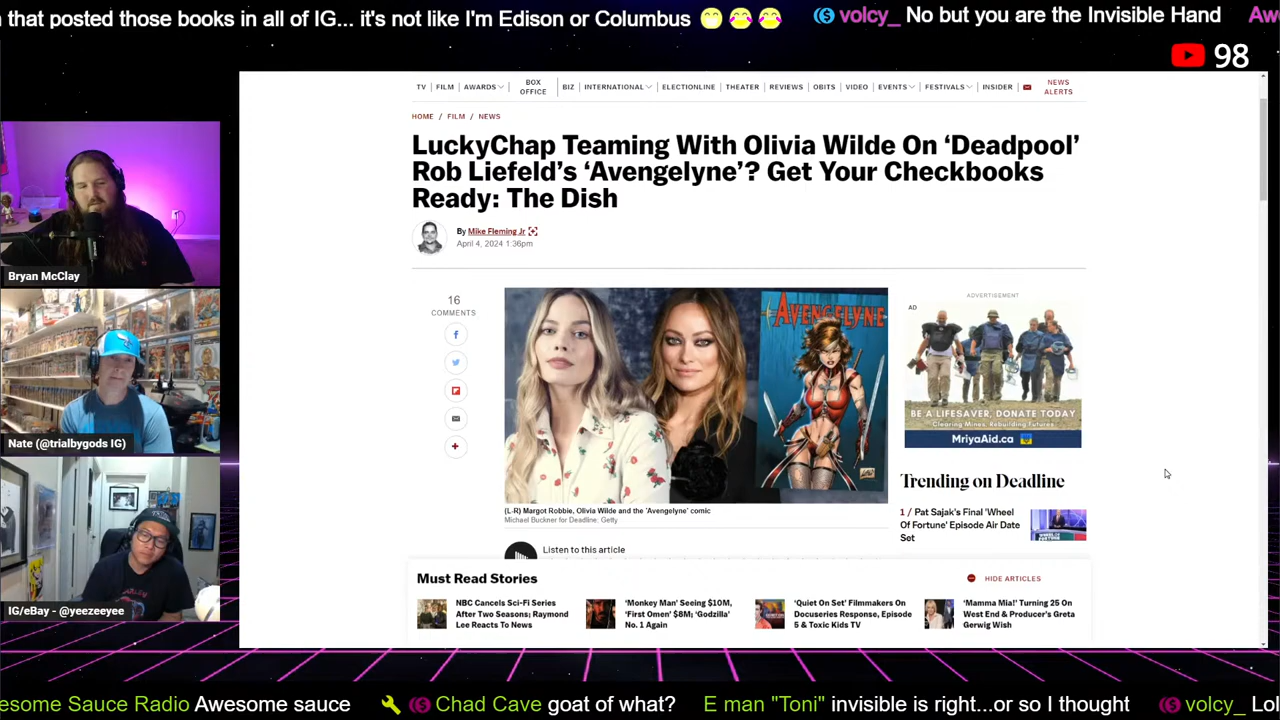 n that posted those books in all of IG... it's not like I'm Edison or Columbus volcy_ No but you are the Invisible Hand Aw
98
TV FILM AWARDS BOX OFFICE BIZ INTERNATIONAL ELECTIONLINE THEATER REVIEWS OBITS VIDEO EVENTS FESTIVALS INSIDER NEWS ALERTS
HOME / FILM / NEWS
LuckyChap Teaming With Olivia Wilde On ‘Deadpool’
Rob Liefeld’s ‘Avengelyne’? Get Your Checkbooks
Ready: The Dish
By Mike Fleming Jr
April 4, 2024 1:36pm
16
COMMENTS
AVENGELYNE
(L-R) Margot Robbie, Olivia Wilde and the 'Avengelyne' comic
Michael Buckner for Deadline; Getty
Listen to this article
ADVERTISEMENT
AD
BE A LIFESAVER, DONATE TODAY
Clearing Mines. Rebuilding Futures.
MriyaAid.ca
Trending on Deadline
1 / Pat Sajak's Final 'Wheel
Of Fortune' Episode Air Date
Set
Must Read Stories
HIDE ARTICLES
NBC Cancels Sci-Fi Series
After Two Seasons; Raymond
Lee Reacts To News
‘Monkey Man’ Seeing $10M,
‘First Omen’ $8M; ‘Godzilla’
No. 1 Again
‘Quiet On Set’ Filmmakers On
Docuseries Response, Episode
5 & Toxic Kids TV
‘Mamma Mia!’ Turning 25 On
West End & Producer's Greta
Gerwig Wish
Bryan McClay
Nate (@trialbygods IG)
IG/eBay - @yeezeeyee
esome Sauce Radio Awesome sauce Chad Cave goat of what? E man "Toni" invisible is right...or so I thought volcy_ Lol